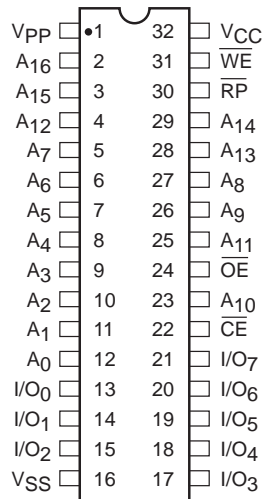 VPP 1 32 VCC
A16 2 31 WE
A15 3 30 RP
A12 4 29 A14
A7 5 28 A13
A6 6 27 A8
A5 7 26 A9
A4 8 25 A11
A3 9 24 OE
A2 10 23 A10
A1 11 22 CE
A0 12 21 I/O7
I/O0 13 20 I/O6
I/O1 14 19 I/O5
I/O2 15 18 I/O4
VSS 16 17 I/O3